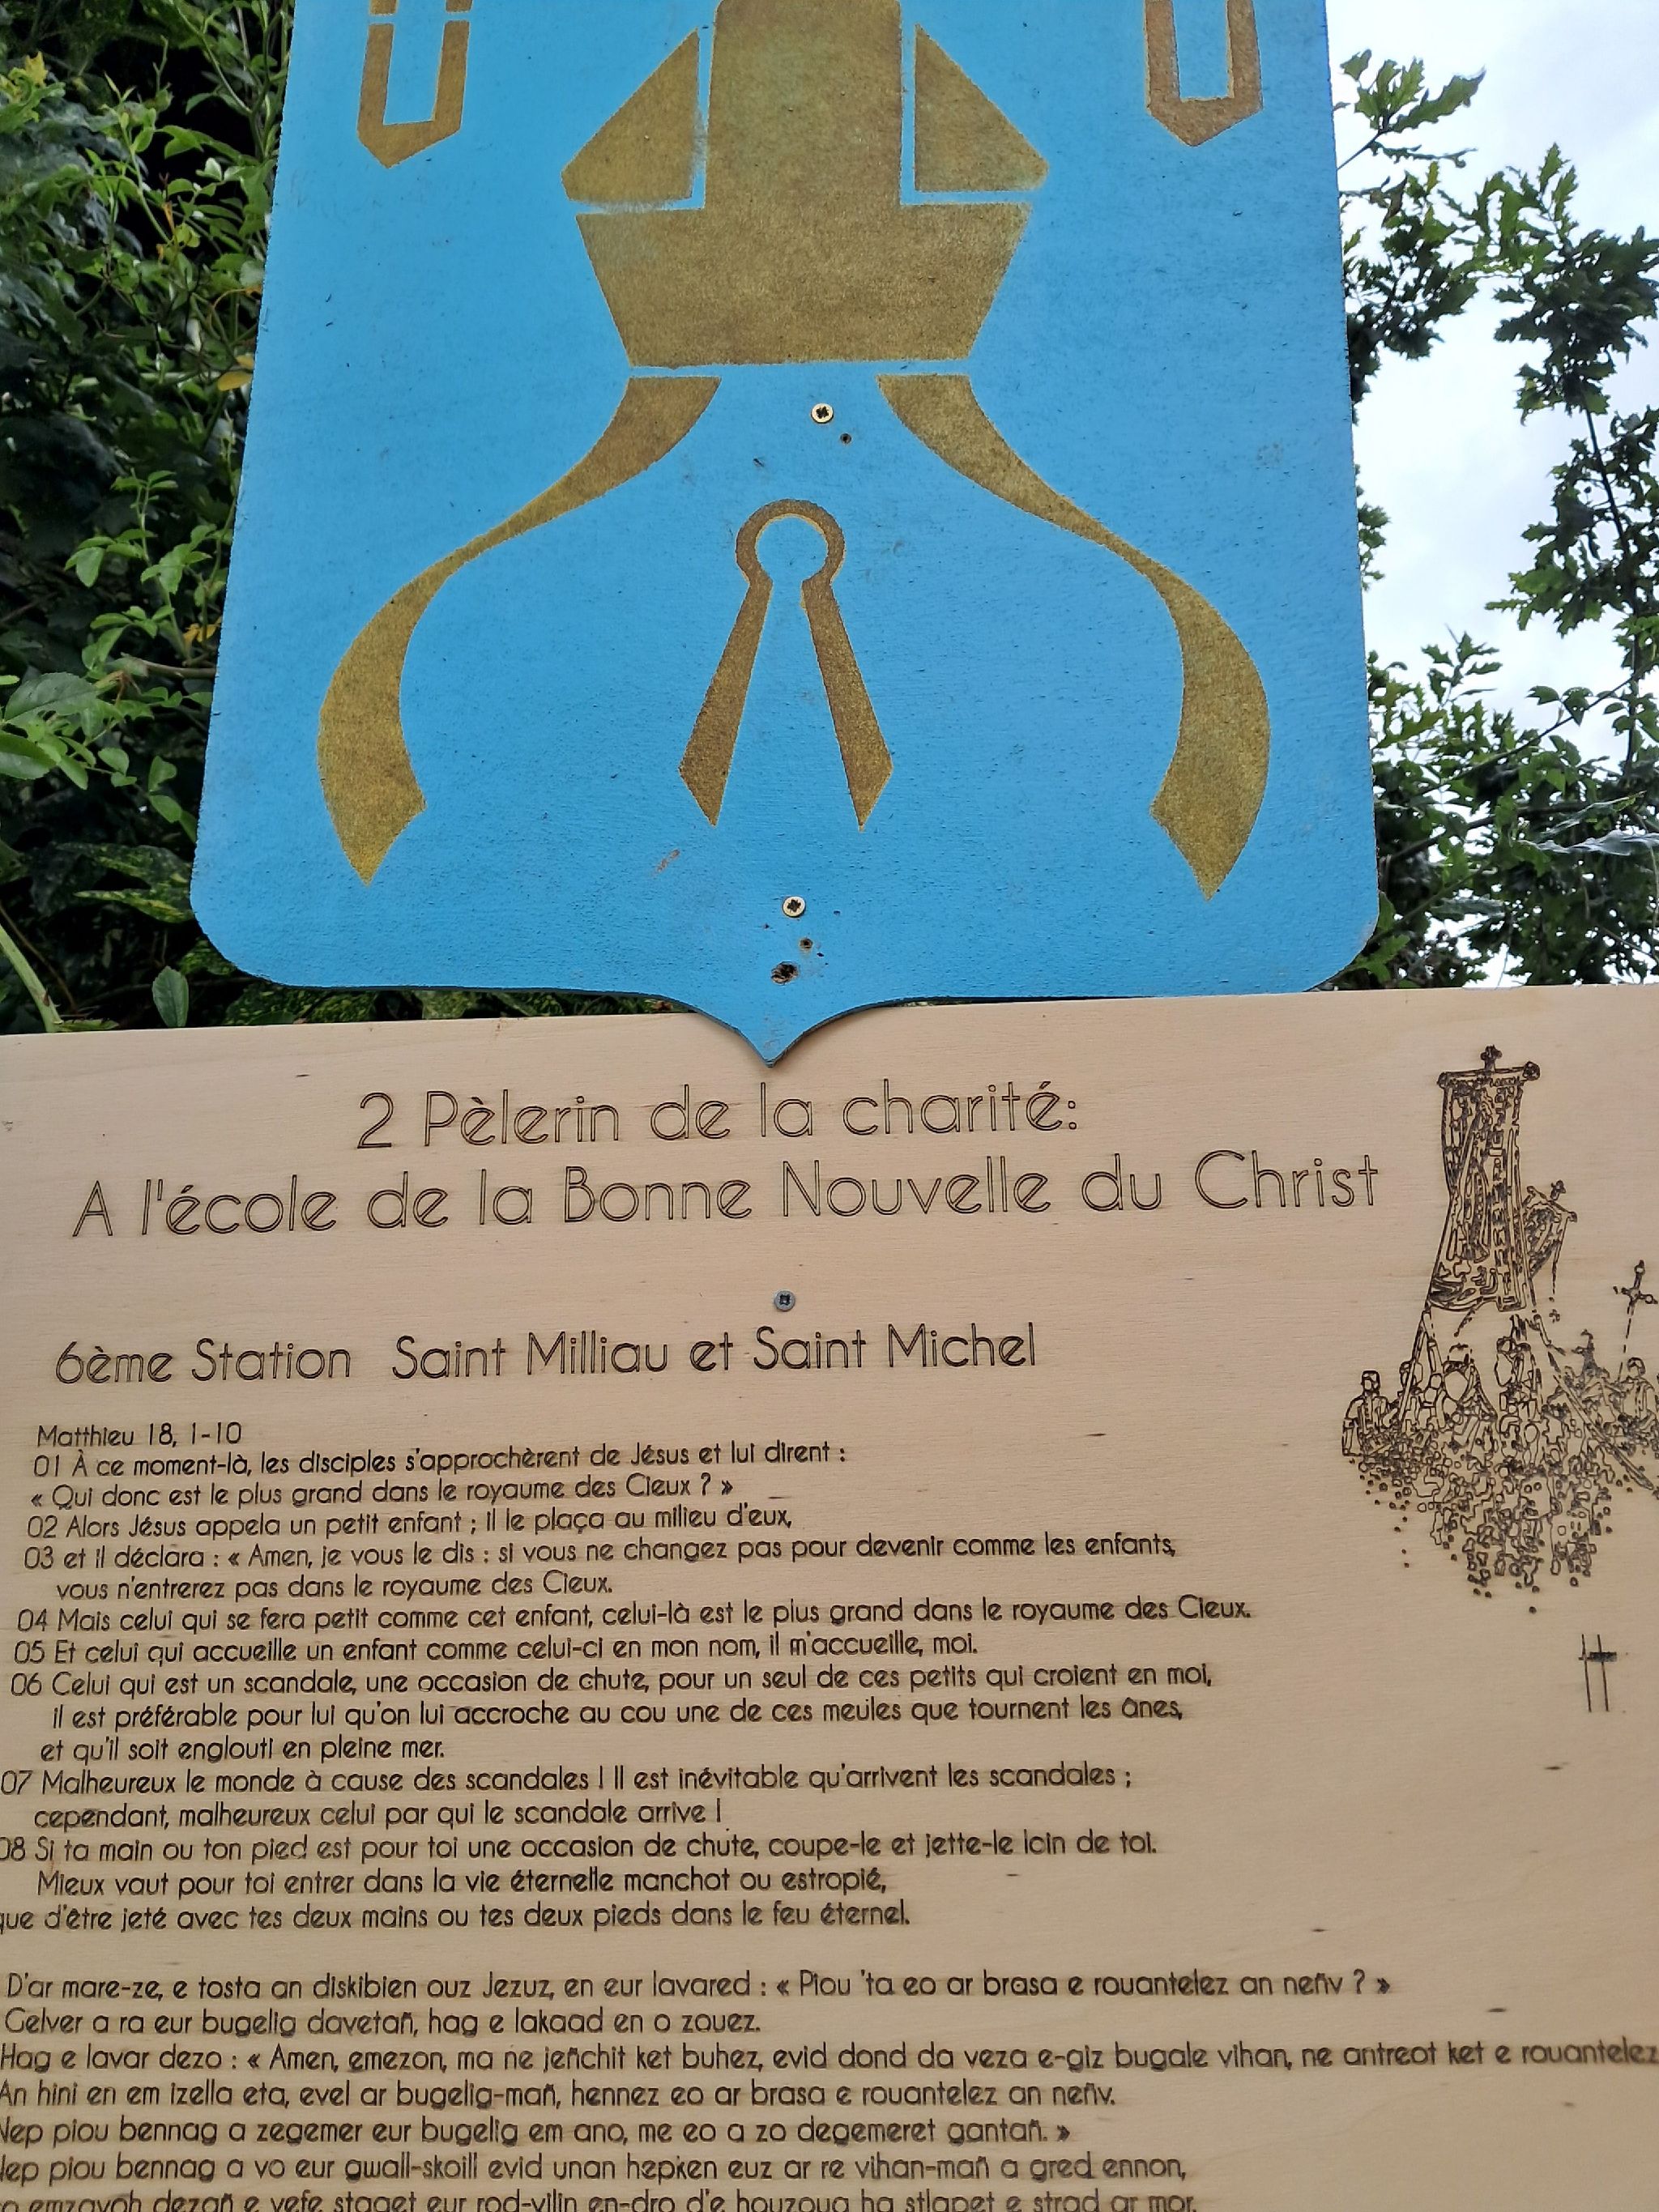 2 Pèlerin de la charité:
A l'école de la Bonne Nouvelle du Christ
6ème Station Saint Milliau et Saint Michel
Matthieu 18, 1-10
01 À ce moment-là, les disciples s'approchèrent de Jésus et lui dirent :
« Qui donc est le plus grand dans le royaume des Cieux ? »
02 Alors Jésus appela un petit enfant ; il le plaça au milieu d'eux,
03 et il déclara : « Amen, je vous le dis : si vous ne changez pas pour devenir comme les enfants,
vous n'entrerez pas dans le royaume des Cieux.
04 Mais celui qui se fera petit comme cet enfant, celui-là est le plus grand dans le royaume des Cieux.
05 Et celui qui accueille un enfant comme celui-ci en mon nom, il m'accueille, moi.
06 Celui qui est un scandale, une occasion de chute, pour un seul de ces petits qui croient en moi,
il est préférable pour lui qu'on lui accroche au cou une de ces meules que tournent les ânes,
et qu'il soit englouti en pleine mer.
07 Malheureux le monde à cause des scandales ! Il est inévitable qu'arrivent les scandales ;
cependant, malheureux celui par qui le scandale arrive !
08 Si ta main ou ton pied est pour toi une occasion de chute, coupe-le et jette-le loin de toi.
Mieux vaut pour toi entrer dans la vie éternelle manchot ou estropié,
que d'être jeté avec tes deux mains ou tes deux pieds dans le feu éternel.
D'ar mare-ze, e tosta an diskibien ouz Jezuz, en eur lavared : « Piou 'ta eo ar brasa e rouantelez an neñv ? »
Gelver a ra eur bugelig davetañ, hag e lakaad en o zouez.
Hag e lavar dezo : « Amen, emezon, ma ne jeñchit ket buhez, evid dond da veza e-giz bugale vihan, ne antreot ket e rouantelez
An hini en em izella eta, evel ar bugelig-mañ, hennez eo ar brasa e rouantelez an neñv.
Nep piou bennag a zegemer eur bugelig em ano, me eo a zo degemeret gantañ. »
Nep piou bennag a vo eur gwall-skoill evid unan hepken euz ar re vihan-mañ a gred ennon,
emzavoh dezañ e vefe staget eur rod-vilin en-dro d'e houzoug ha stlapet e strad ar mor.